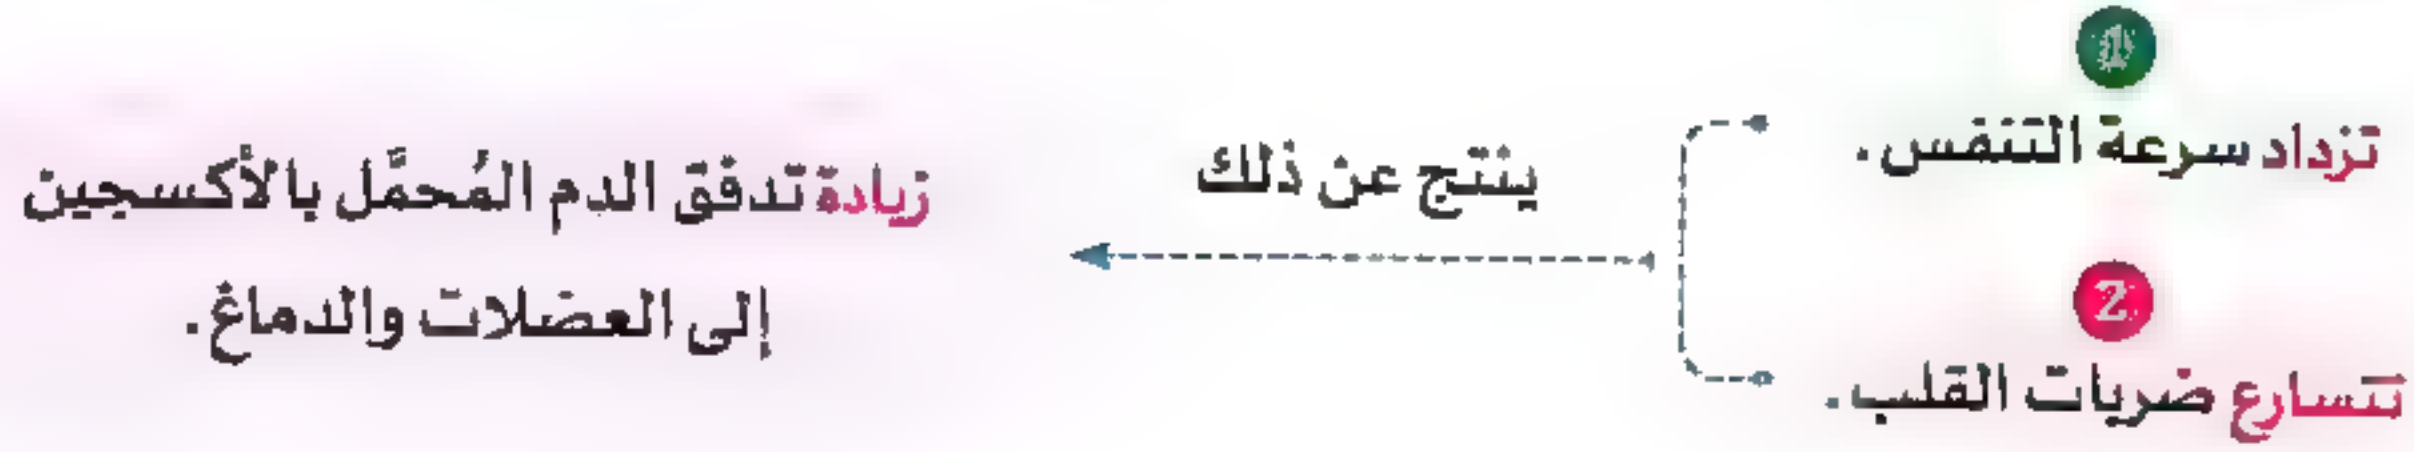 1
تزداد سرعة التنفس.
2
تتسارع ضربات القلب.
ينتج عن ذلك
زيادة تدفق الدم المُحمَّل بالأكسجين
إلى العضلات والدماغ.